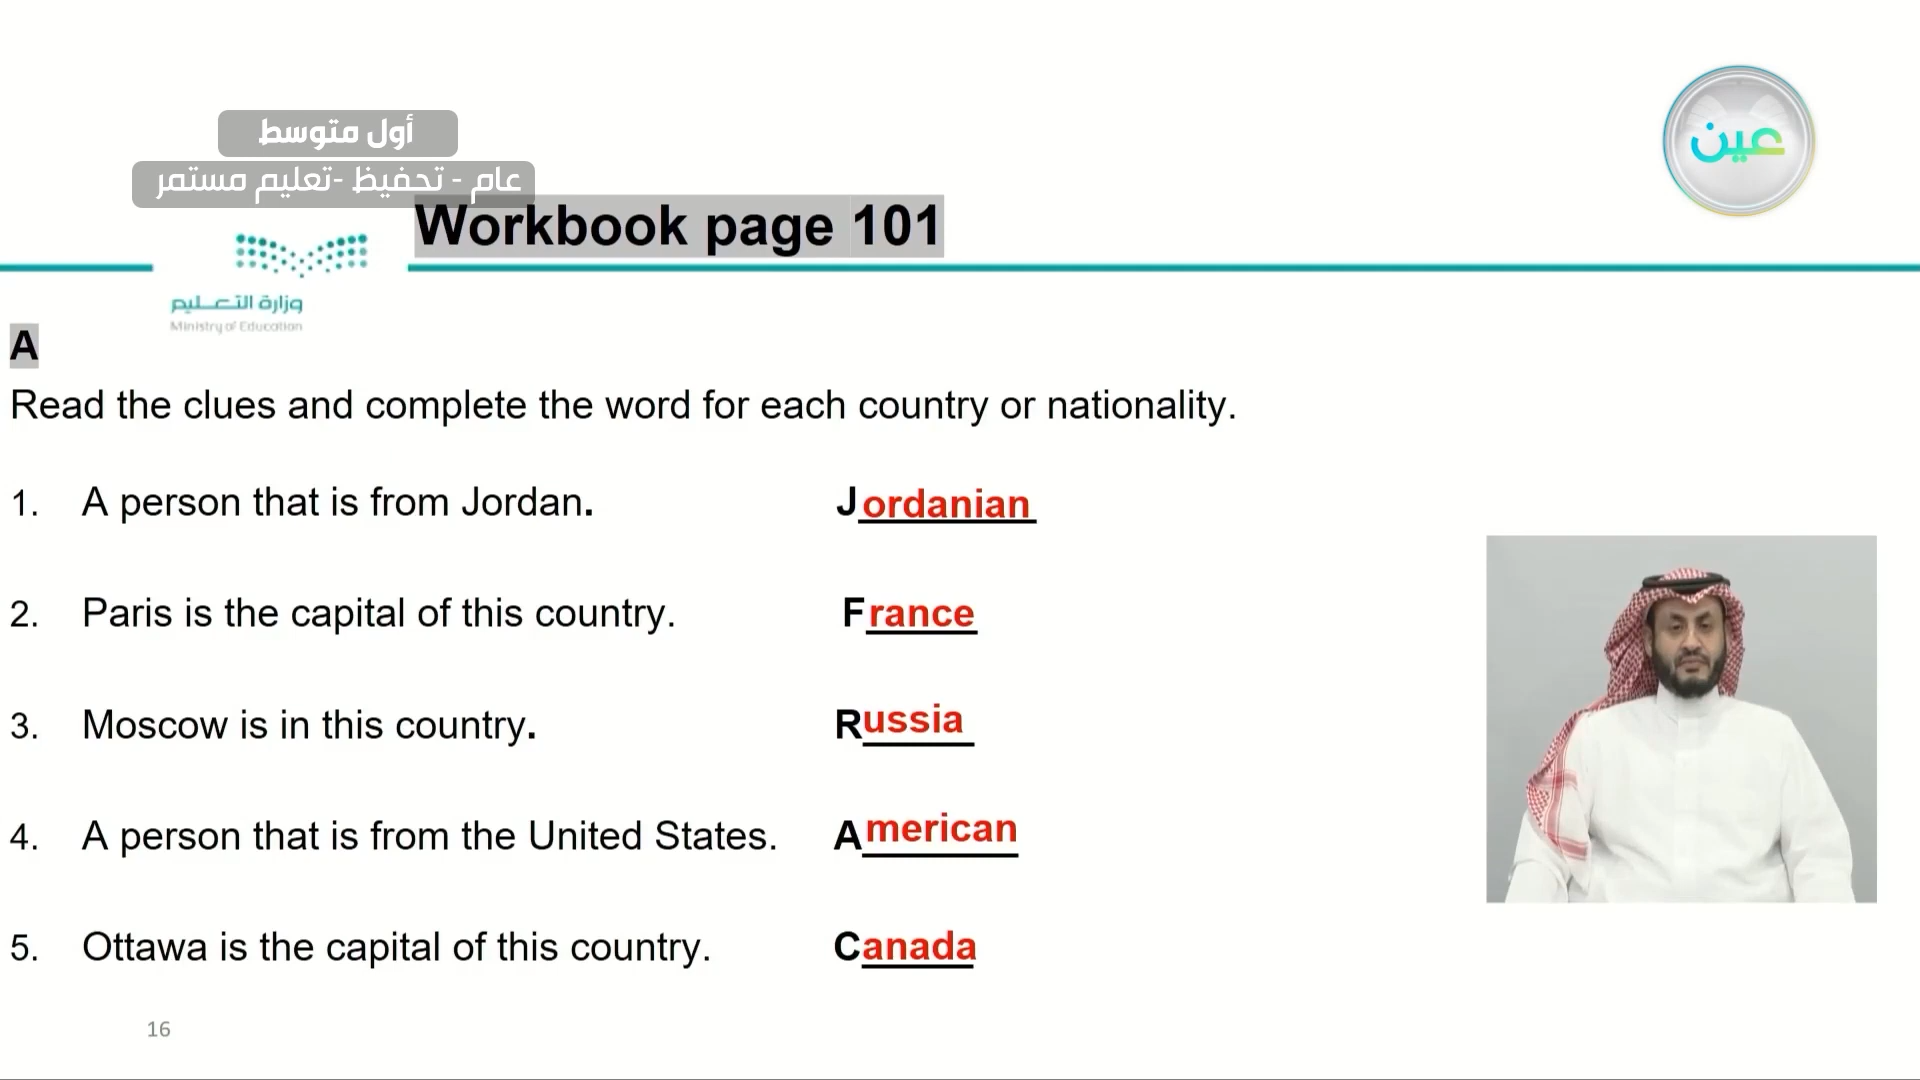 أول متوسط
عام - تحفيظ -تعليم مستمر
عين
Workbook page 101
وزارة التعليم
Ministry of Education
A
Read the clues and complete the word for each country or nationality.
1. A person that is from Jordan. Jordanian
2. Paris is the capital of this country. France
3. Moscow is in this country. Russia
4. A person that is from the United States. American
5. Ottawa is the capital of this country. Canada
16